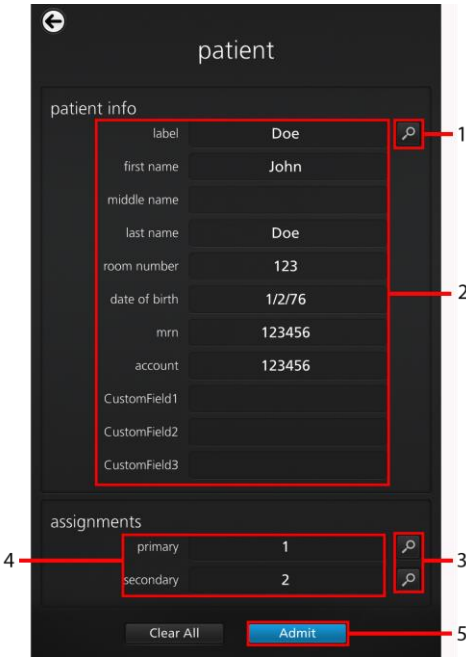 patient
patient info
label Doe 1
first name John
middle name
last name Doe
room number 123
date of birth 1/2/76 2
mrn 123456
account 123456
CustomField1
CustomField2
CustomField3
assignments
4 primary 1 3
secondary 2
Clear All Admit 5